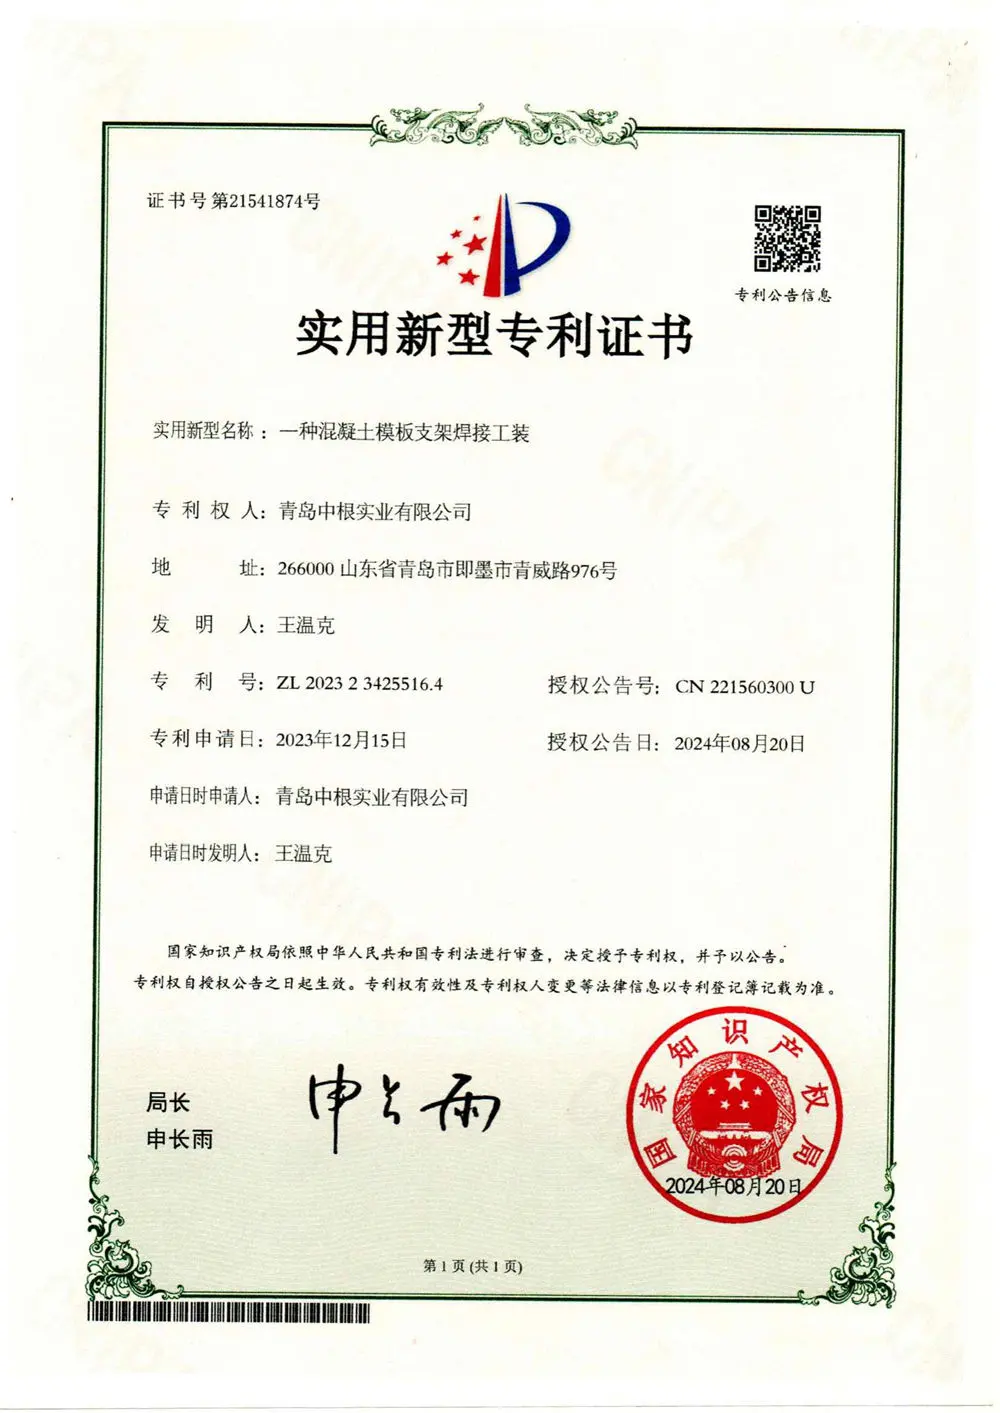 证书号第21541874号
专利公告信息
实用新型专利证书
实用新型名称：一种混凝土模板支架焊接工装
专利权人：青岛中根实业有限公司
地址：266000 山东省青岛市即墨市青威路976号
发明人：王温克
专利号：ZL 2023 2 3425516.4 授权公告号：CN 221560300 U
专利申请日：2023年12月15日 授权公告日：2024年08月20日
申请日时申请人：青岛中根实业有限公司
申请日时发明人：王温克
国家知识产权局依照中华人民共和国专利法进行审查，决定授予专利权，并予以公告。
专利权自授权公告之日起生效。专利权有效性及专利权人变更等法律信息以专利登记簿记载为准。
局长
申长雨
申长雨
国家知识产权局
2024年08月20日
第1页(共1页)